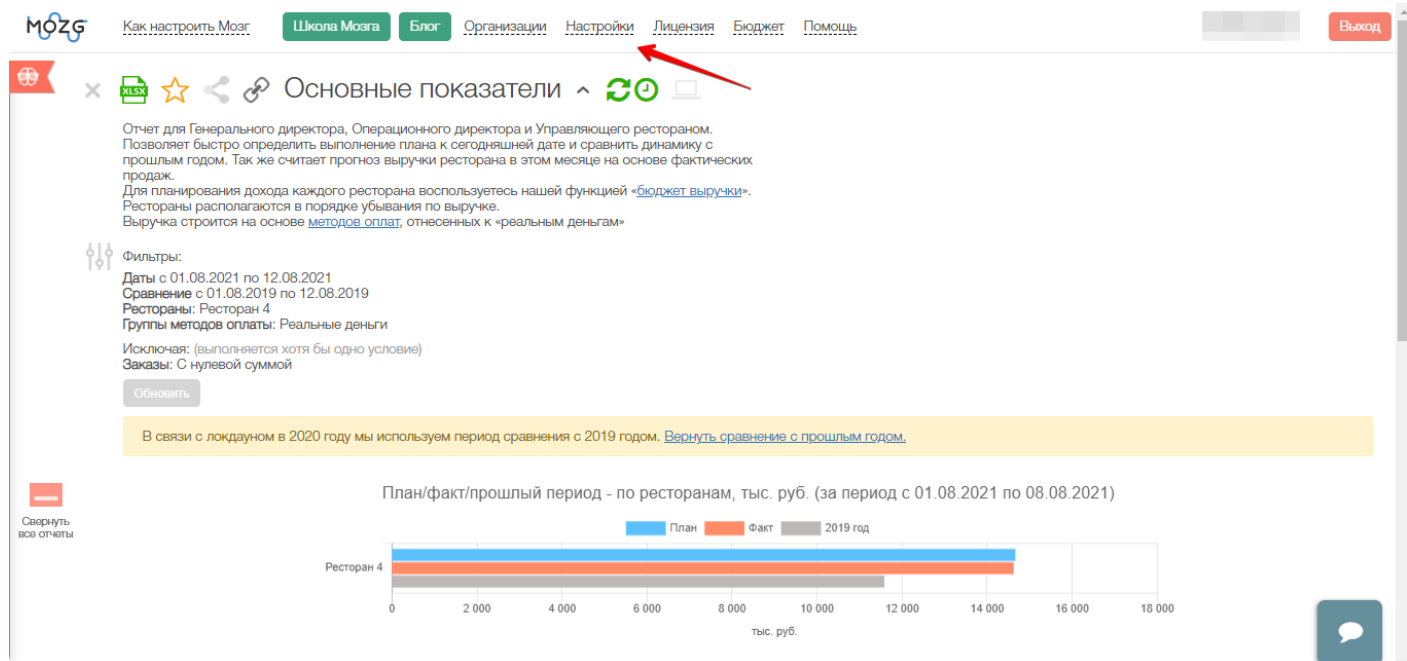 MOZG Как настроить Мозг Школа Мозга Блог Организации Настройки Лицензия Бюджет Помощь Выход
XLSX Основные показатели
Отчет для Генерального директора, Операционного директора и Управляющего рестораном.
Позволяет быстро определить выполнение плана к сегодняшней дате и сравнить динамику с
прошлым годом. Так же считает прогноз выручки ресторана в этом месяце на основе фактических
продаж.
Для планирования дохода каждого ресторана воспользуетесь нашей функцией «бюджет выручки».
Рестораны располагаются в порядке убывания по выручке.
Выручка строится на основе методов оплат, отнесенных к «реальным деньгам»
Фильтры:
Даты с 01.08.2021 по 12.08.2021
Сравнение с 01.08.2019 по 12.08.2019
Рестораны: Ресторан 4
Группы методов оплаты: Реальные деньги
Исключая: (выполняется хотя бы одно условие)
Заказы: С нулевой суммой
Обновить
В связи с локдауном в 2020 году мы используем период сравнения с 2019 годом. Вернуть сравнение с прошлым годом.
Свернуть
все отчеты
План/факт/прошлый период - по ресторанам, тыс. руб. (за период с 01.08.2021 по 08.08.2021)
План Факт 2019 год
Ресторан 4
0 2 000 4 000 6 000 8 000 10 000 12 000 14 000 16 000 18 000
тыс. руб.